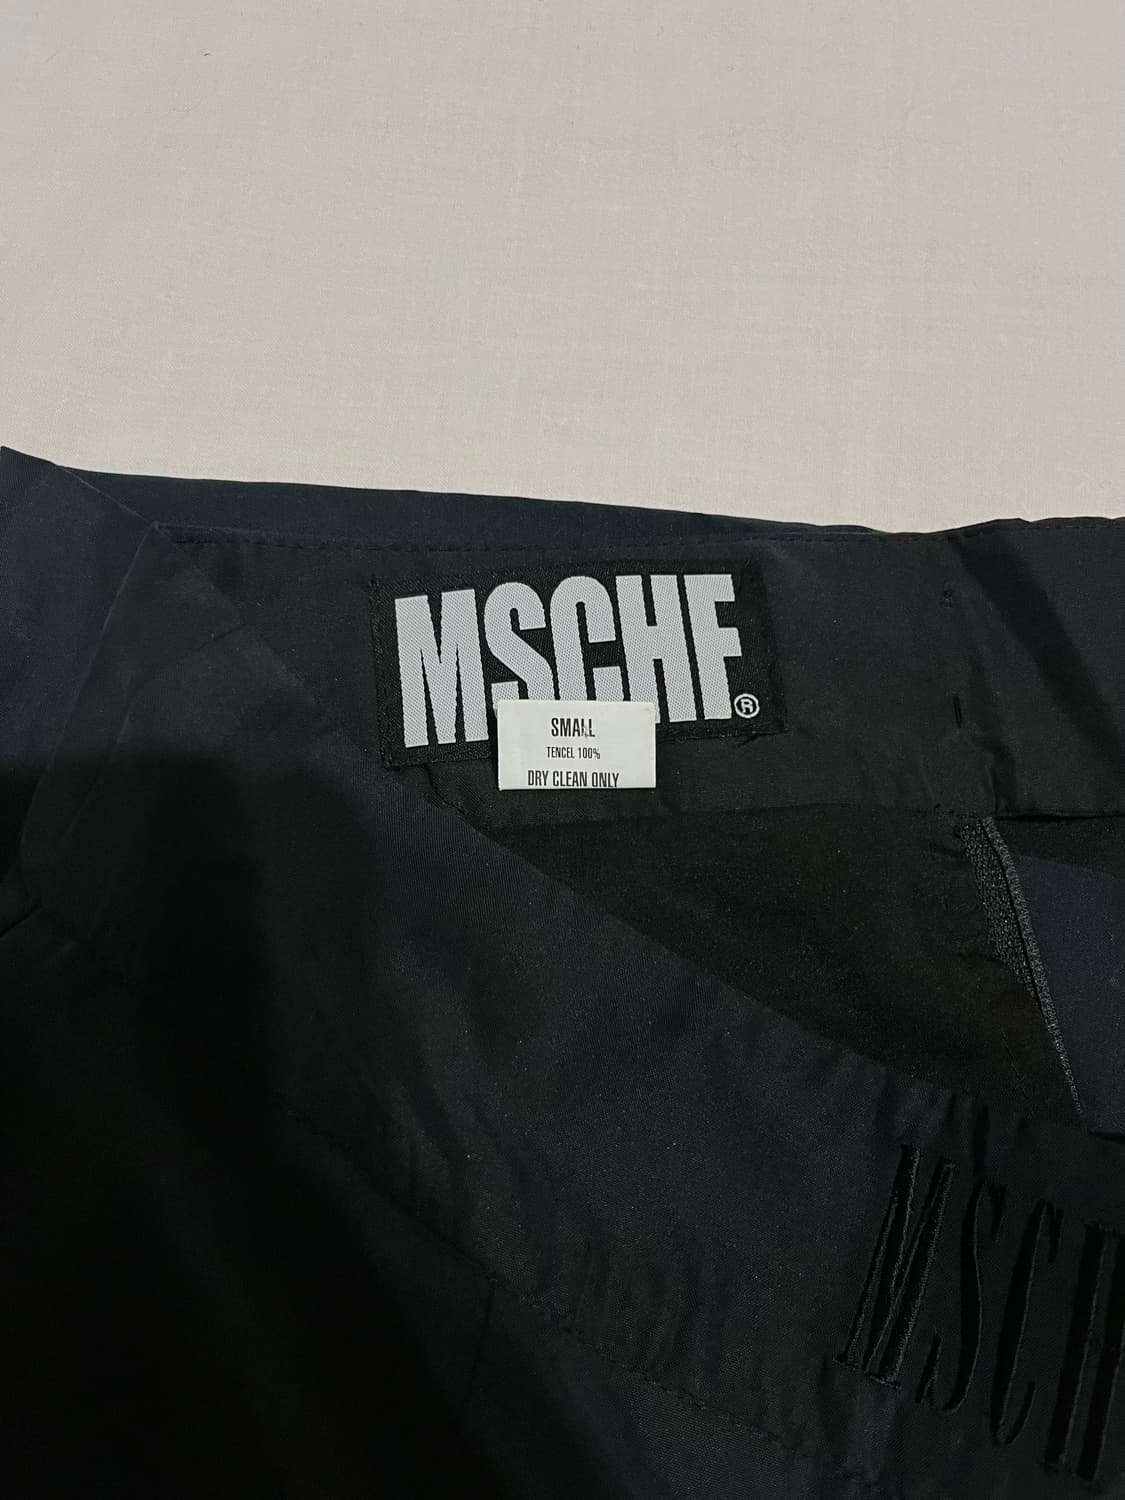 MSCHF®
SMALL
TENCEL 100%
DRY CLEAN ONLY
MSCH